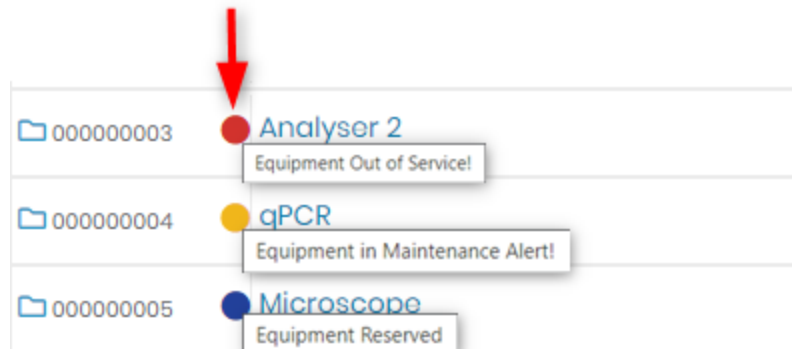 000000003 Analyser 2
Equipment Out of Service!
000000004 qPCR
Equipment in Maintenance Alert!
000000005 Microscope
Equipment Reserved